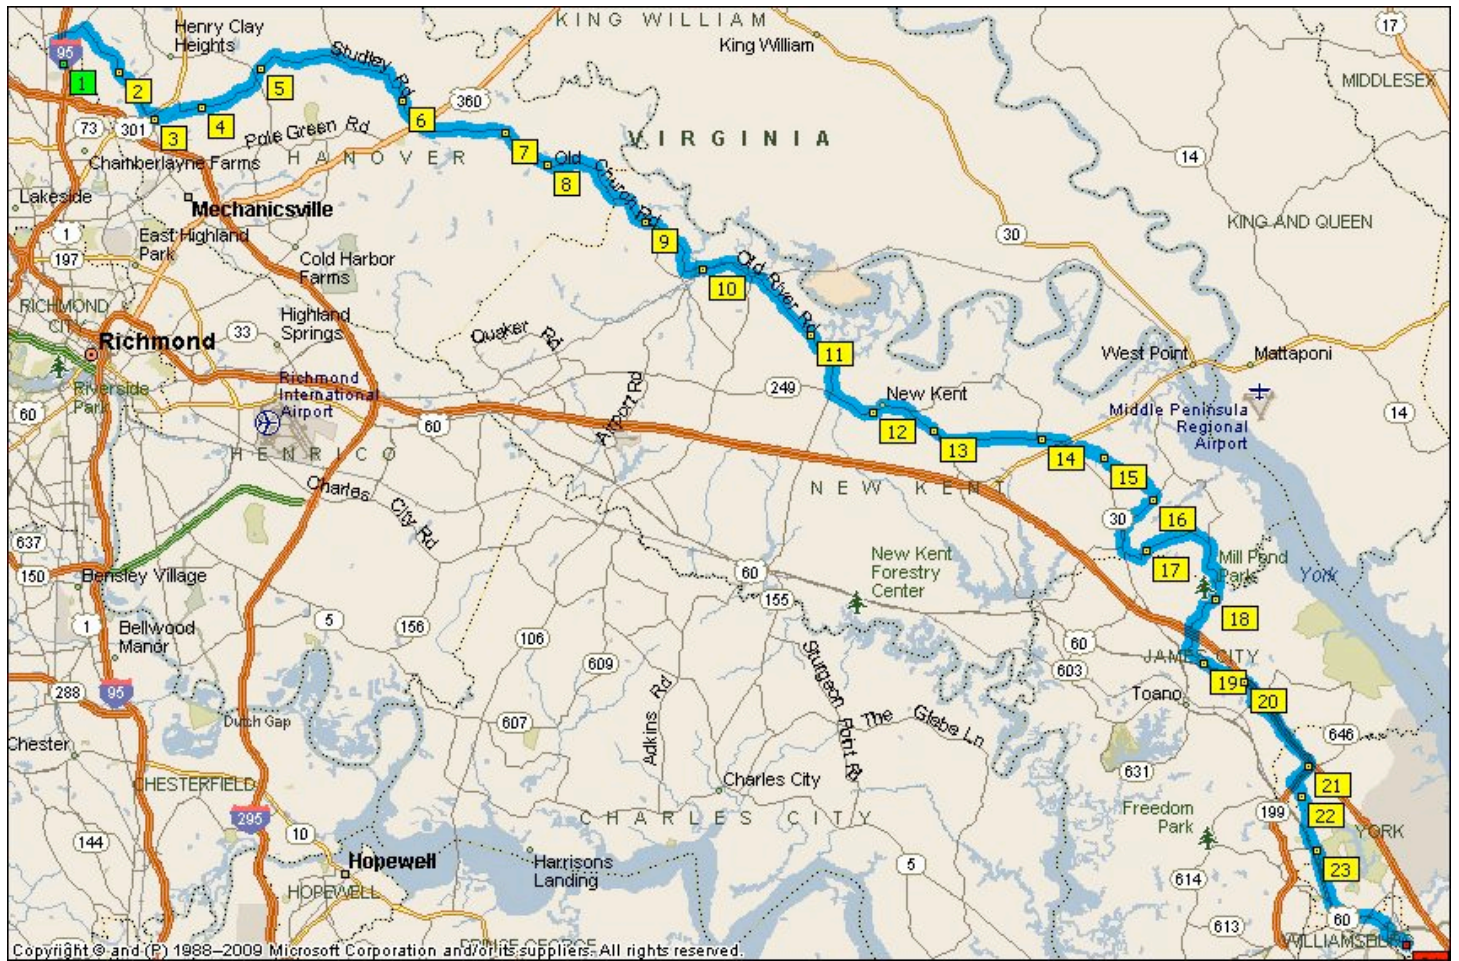 KING WILLIAM
17
Henry Clay
Heights
King William
95
Studley Rd
MIDDLESEX
1
2
5
360
6
3
4
73
301
Pole Green Rd
VIRGINIA
HANOVER
Chamberlayne Farms
14
7
Old Church Rd
8
Lakeside
Mechanicsville
KING AND QUEEN
1
East Highland
Park
30
9
197
Cold Harbor
Farms
10
Old River Rd
RICHMOND
CITY
Highland
Springs
33
Quaker Rd
Richmond
11
West Point
Mattaponi
Riverside
Park
Richmond
International
Airport
249
New Kent
60
Airport Rd
Middle Peninsula
Regional
Airport
14
60
12
HENRICO
13
14
15
NEW KENT
Charles City Rd
16
30
637
New Kent
Forestry
Center
17
Mill Pond
Park
York
150
Bensley Village
60
155
18
1
Bellwood
Manor
5
156
106
60
JAMES CITY
609
603
Sturgeon Point Rd
19
20
288
95
Toano
Dutch Gap
607
Adkins Rd
The Glebe Ln
646
Chester
CHESTERFIELD
Charles City
631
21
295
10
CHARLES CITY
Freedom
Park
199
22
YORK
144
Hopewell
Harrisons
Landing
5
23
HOPEWELL
614
60
613
WILLIAMSBURG
PRINCE GEORGE
Copyright © and (P) 1988–2009 Microsoft Corporation and/or its suppliers. All rights reserved.